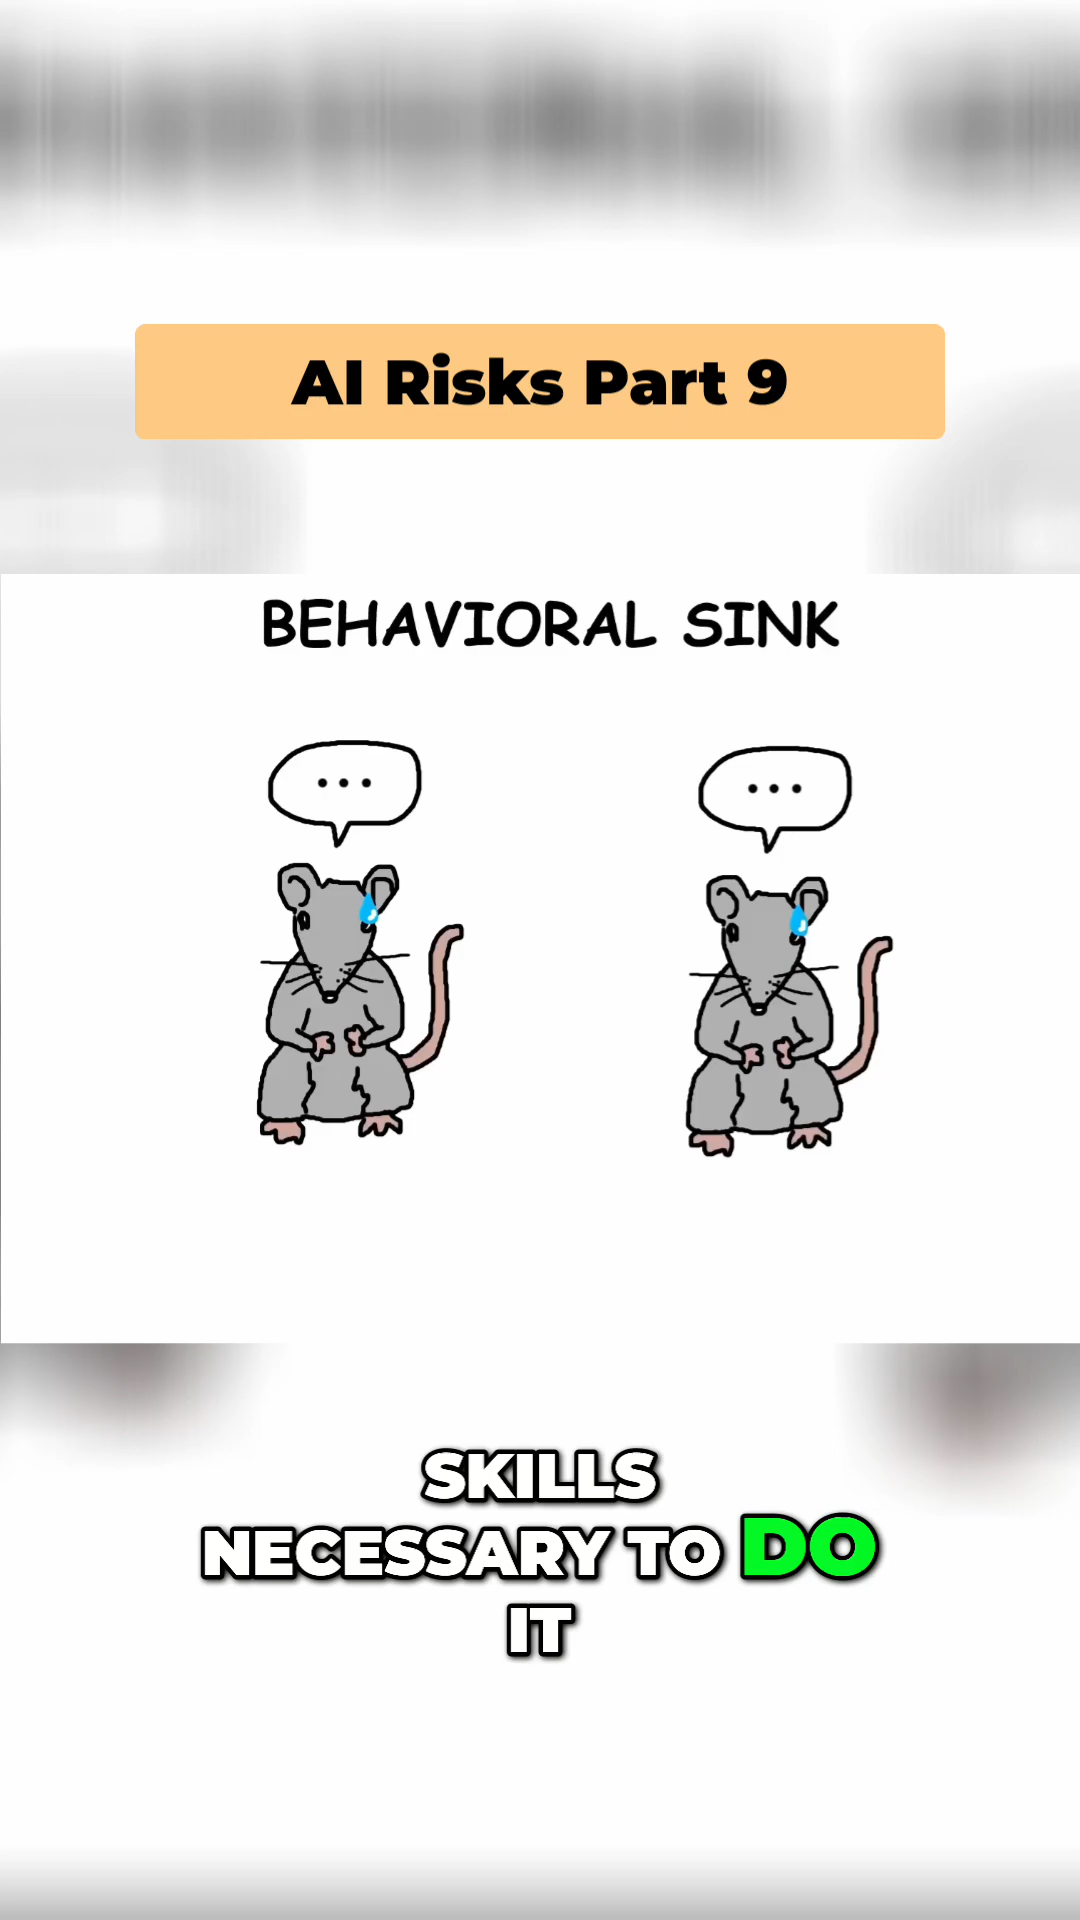 AI Risks Part 9
BEHAVIORAL SINK
...
...
SKILLS
NECESSARY TO DO
IT